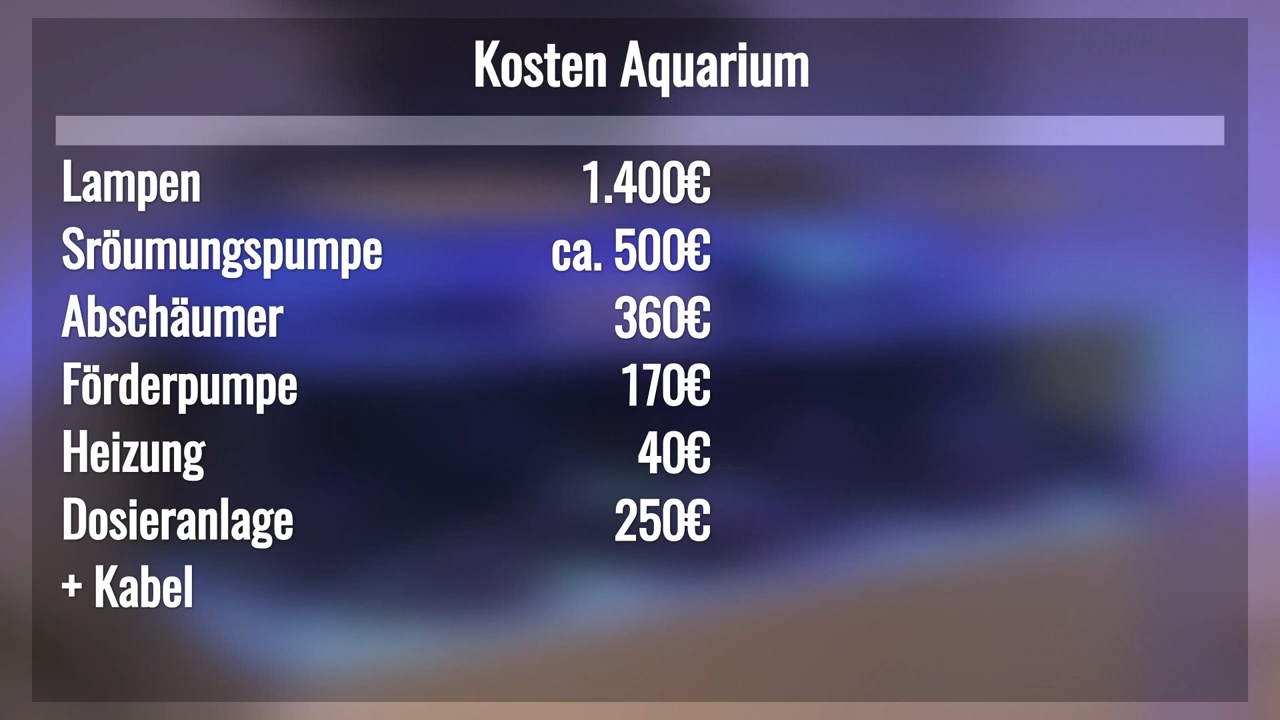 Kosten Aquarium
Lampen 1.400€
Sröumungspumpe ca. 500€
Abschäumer 360€
Förderpumpe 170€
Heizung 40€
Dosieranlage 250€
+ Kabel